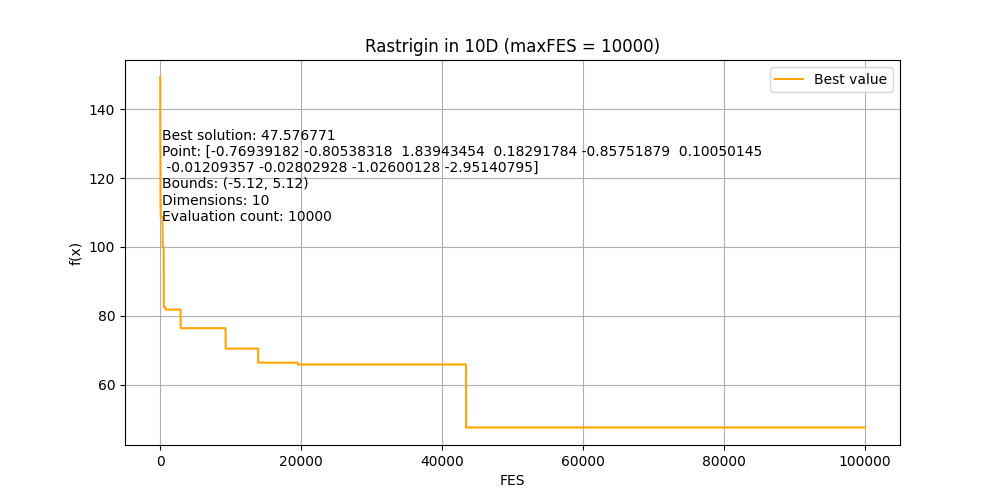 Rastrigin in 10D (maxFES = 10000)
Best value
140
120
100
80
60
f(x)
Best solution: 47.576771
Point: [-0.76939182 -0.80538318  1.83943454  0.18291784 -0.85751879  0.10050145
 -0.01209357 -0.02802928 -1.02600128 -2.95140795]
Bounds: (-5.12, 5.12)
Dimensions: 10
Evaluation count: 10000
0 20000 40000 60000 80000 100000
FES